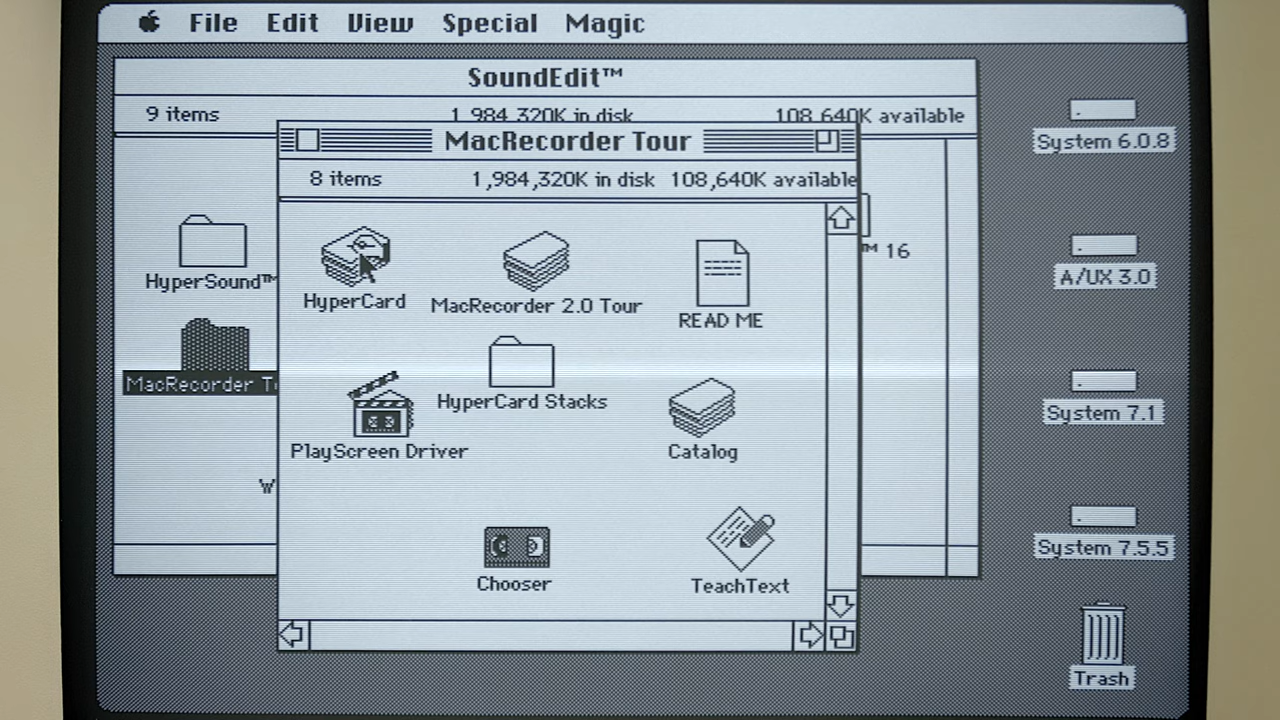 File Edit View Special Magic
SoundEdit™
9 items 1,984,320K in disk 108,640K available
MacRecorder Tour
8 items 1,984,320K in disk 108,640K available
System 6.0.8
HyperSound™
HyperCard
MacRecorder 2.0 Tour
READ ME
™ 16
A/UX 3.0
MacRecorder T
HyperCard Stacks
PlayScreen Driver
Catalog
System 7.1
W
Chooser
TeachText
System 7.5.5
Trash